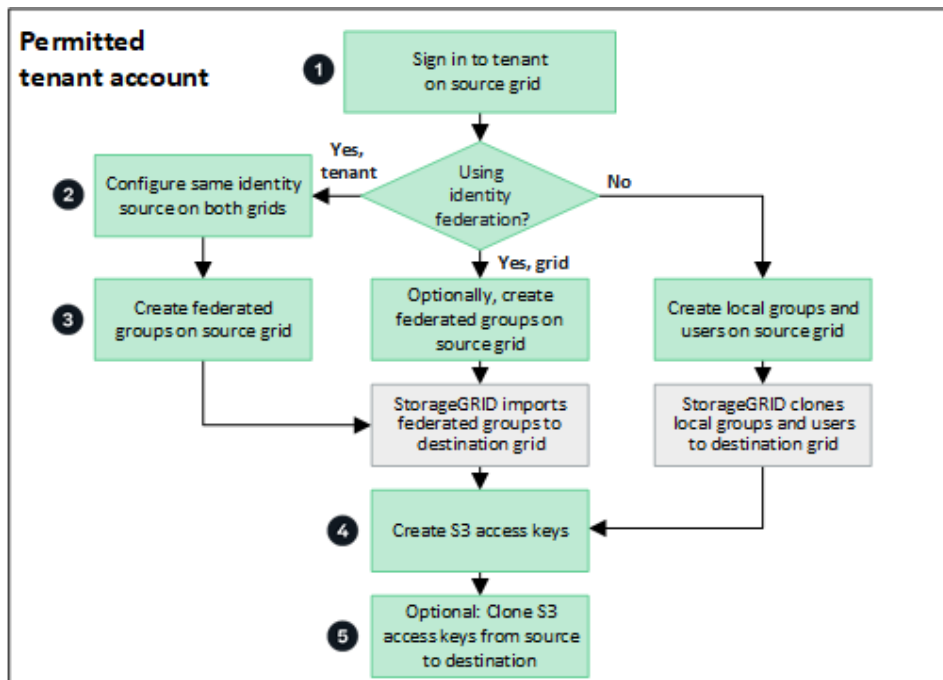 Permitted
tenant account
1
Sign in to tenant
on source grid
Yes,
tenant
Using
identity
federation?
No
2
Configure same identity
source on both grids
Yes, grid
3
Create federated
groups on source grid
Optionally, create
federated groups on
source grid
Create local groups and
users on source grid
StorageGRID imports
federated groups to
destination grid
StorageGRID clones
local groups and users
to destination grid
4
Create S3 access keys
5
Optional: Clone S3
access keys from source
to destination